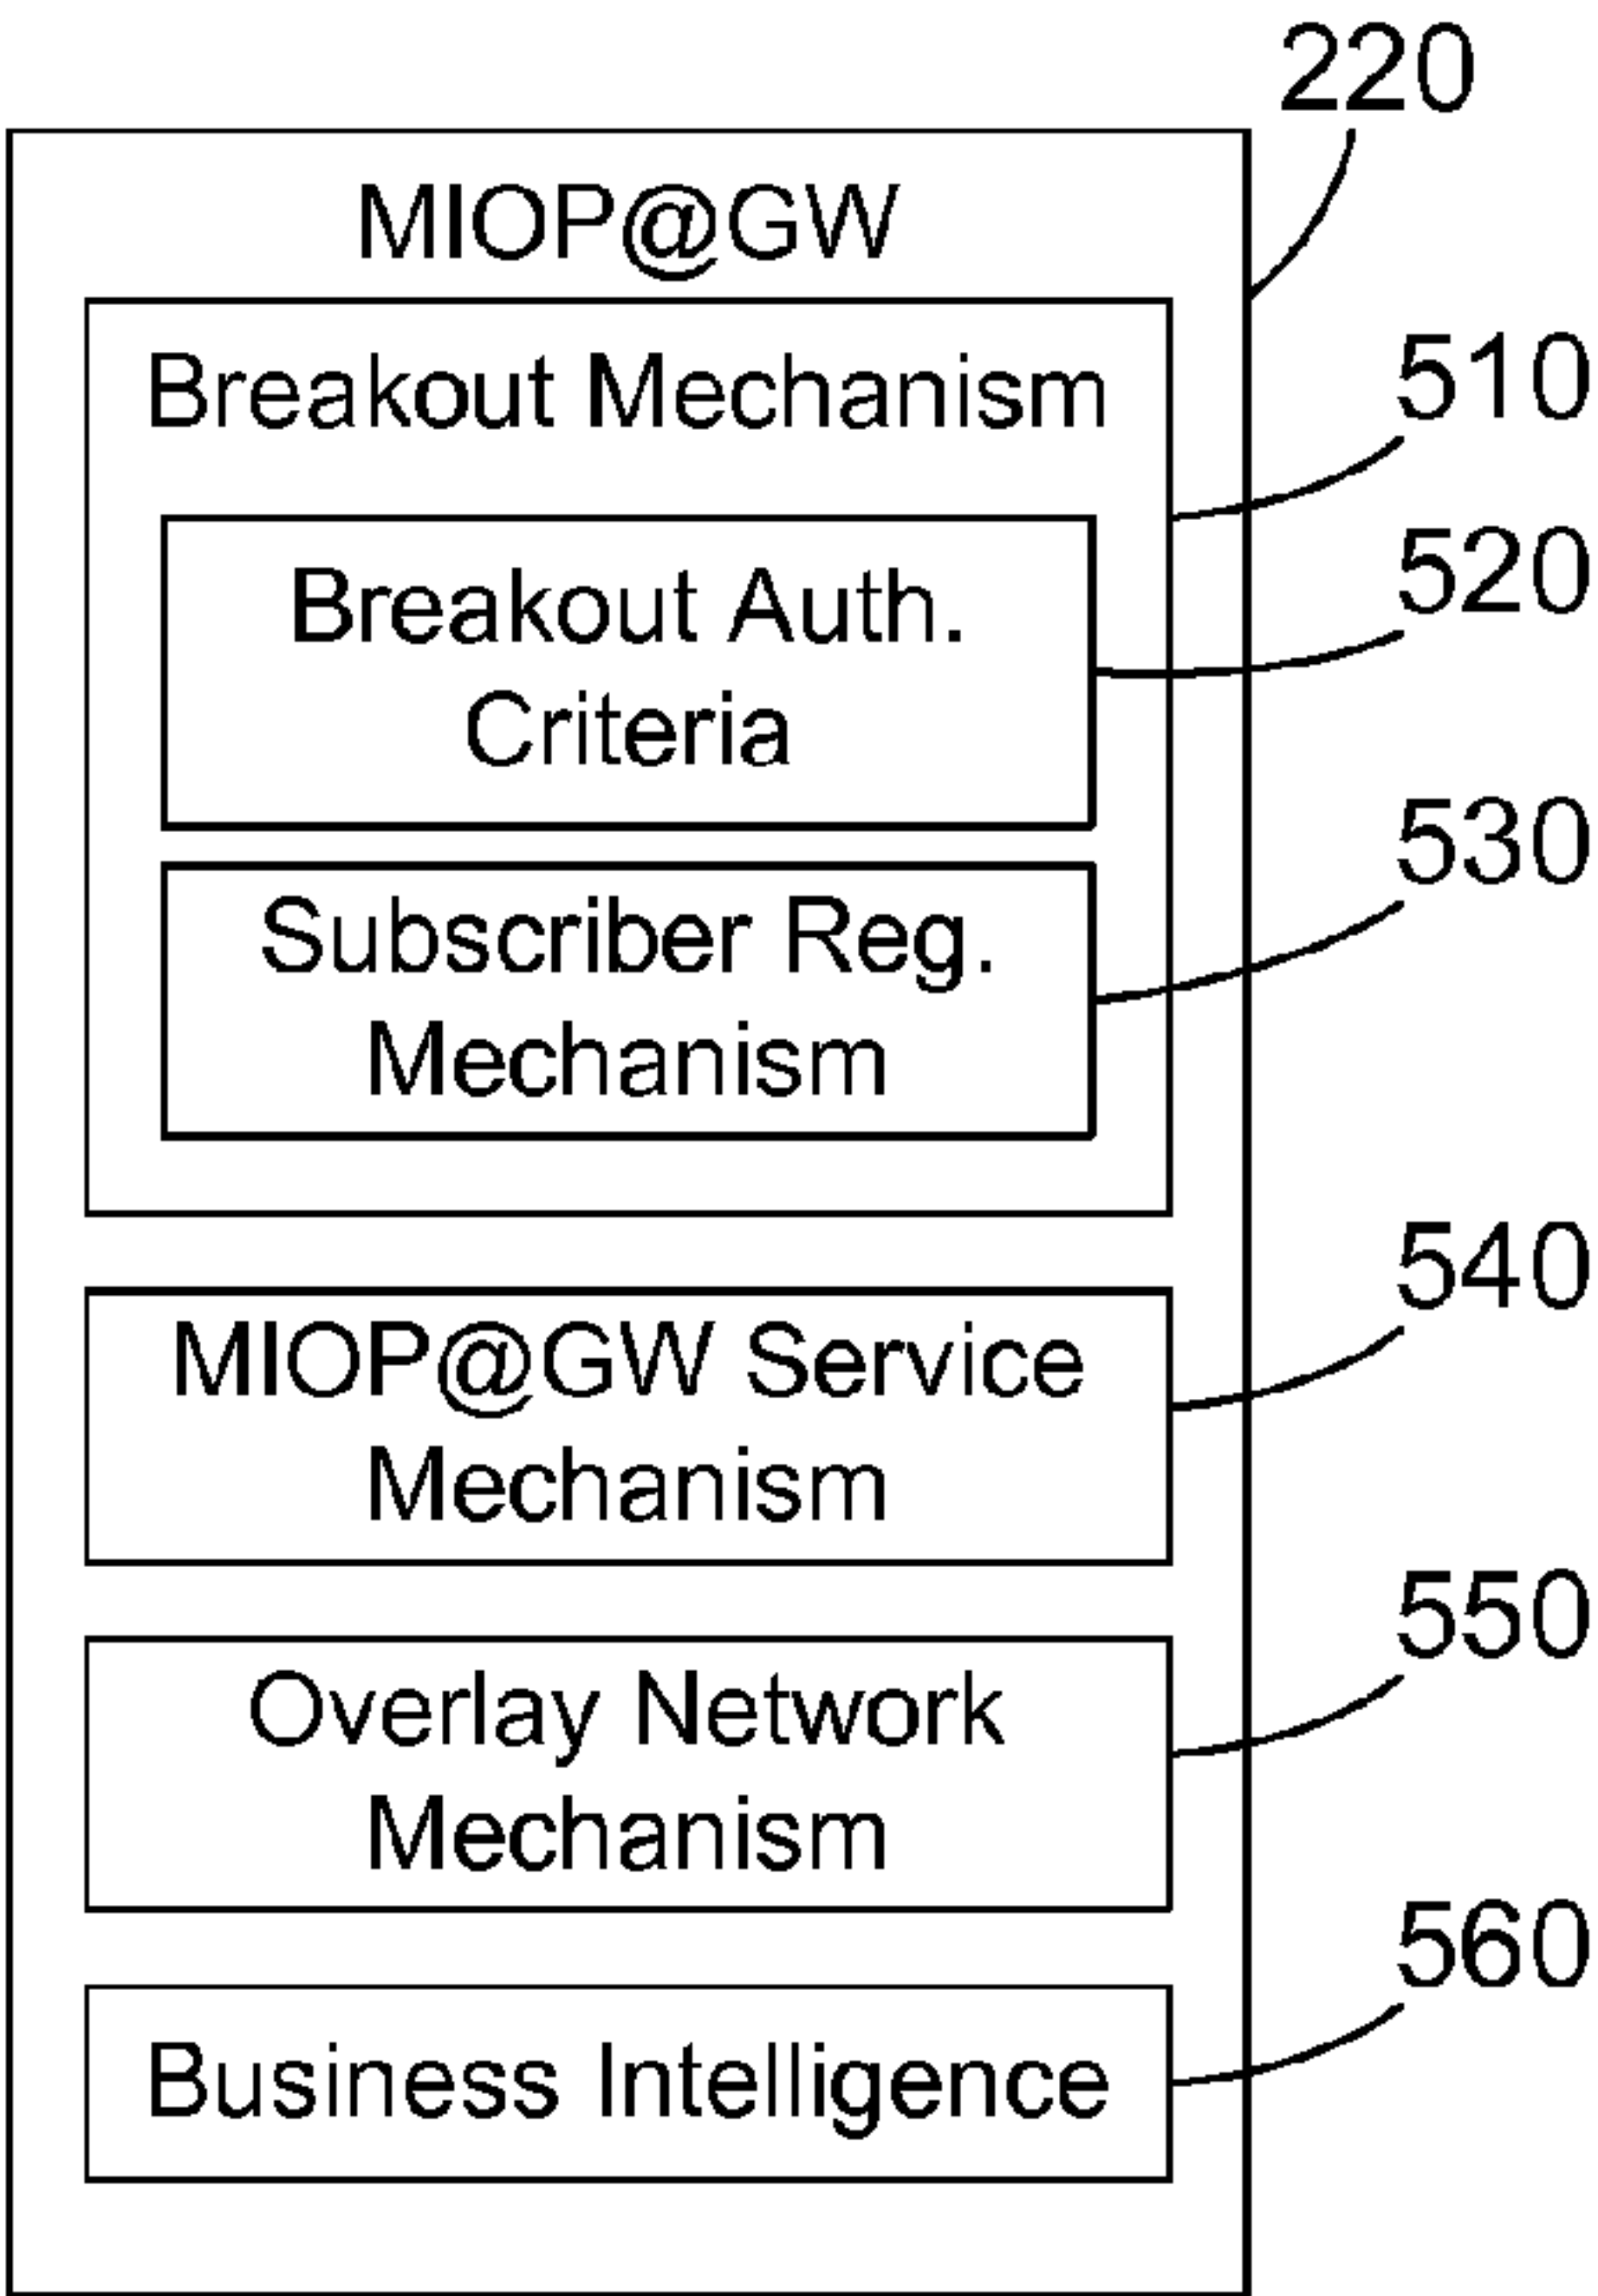 220
MIOP@GW
510
Breakout Mechanism
520
Breakout Auth.
Criteria
530
Subscriber Reg.
Mechanism
540
MIOP@GW Service
Mechanism
550
Overlay Network
Mechanism
560
Business Intelligence